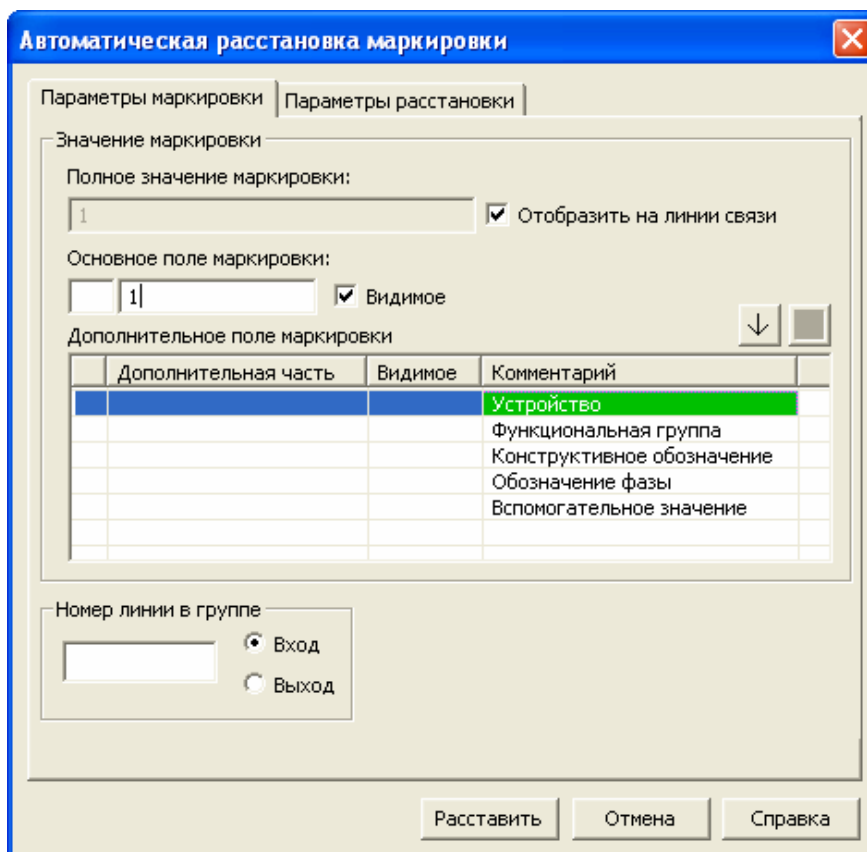 Автоматическая расстановка маркировки
Параметры маркировки Параметры расстановки
Значение маркировки
Полное значение маркировки:
1 Отобразить на линии связи
Основное поле маркировки:
1 Видимое
Дополнительное поле маркировки
Дополнительная часть Видимое Комментарий
Устройство
Функциональная группа
Конструктивное обозначение
Обозначение фазы
Вспомогательное значение
Номер линии в группе
Вход
Выход
Расставить Отмена Справка